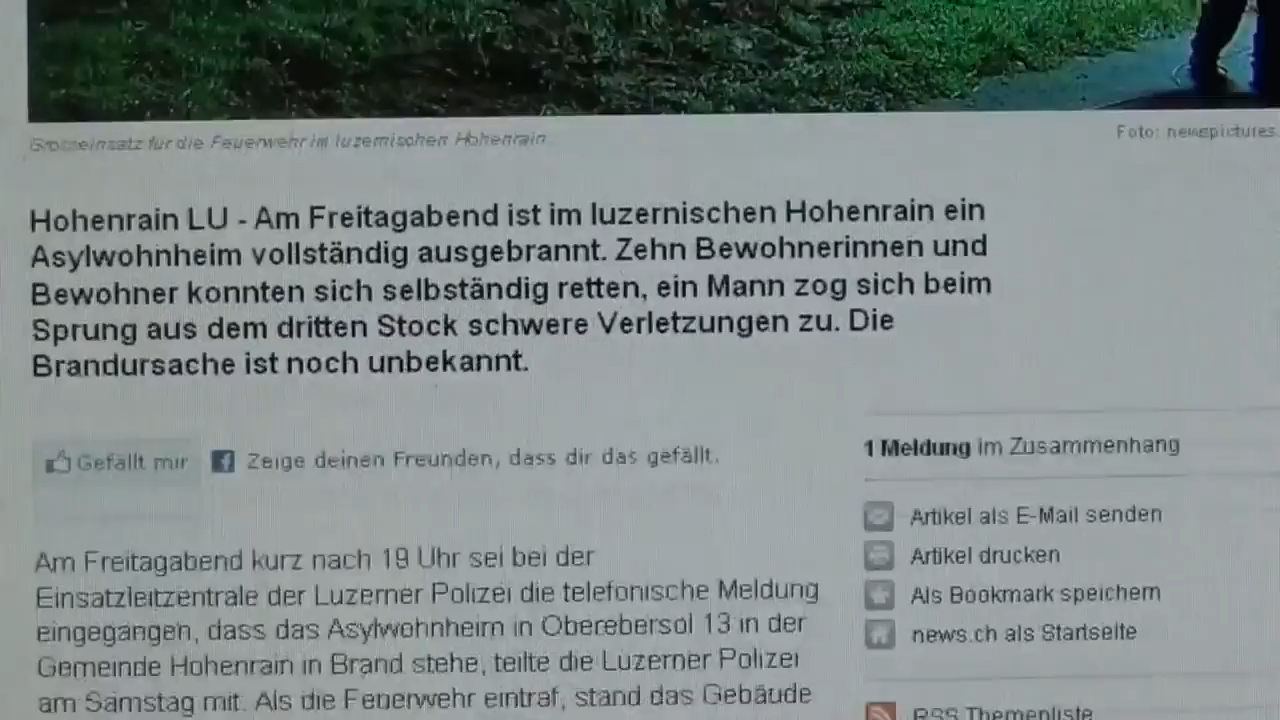 Grosseinsatz für die Feuerwehr im luzernischen Hohenrain
Foto: newspictures
Hohenrain LU - Am Freitagabend ist im luzernischen Hohenrain ein
Asylwohnheim vollständig ausgebrannt. Zehn Bewohnerinnen und
Bewohner konnten sich selbständig retten, ein Mann zog sich beim
Sprung aus dem dritten Stock schwere Verletzungen zu. Die
Brandursache ist noch unbekannt.
Gefällt mir
Zeige deinen Freunden, dass dir das gefällt.
Am Freitagabend kurz nach 19 Uhr sei bei der
Einsatzleitzentrale der Luzerner Polizei die telefonische Meldung
eingegangen, dass das Asylwohnheim in Oberebersol 13 in der
Gemeinde Hohenrain in Brand stehe, teilte die Luzerner Polizei
am Samstag mit. Als die Feuerwehr eintraf, stand das Gebäude
1 Meldung im Zusammenhang
Artikel als E-Mail senden
Artikel drucken
Als Bookmark speichern
news.ch als Startseite
RSS Themenliste